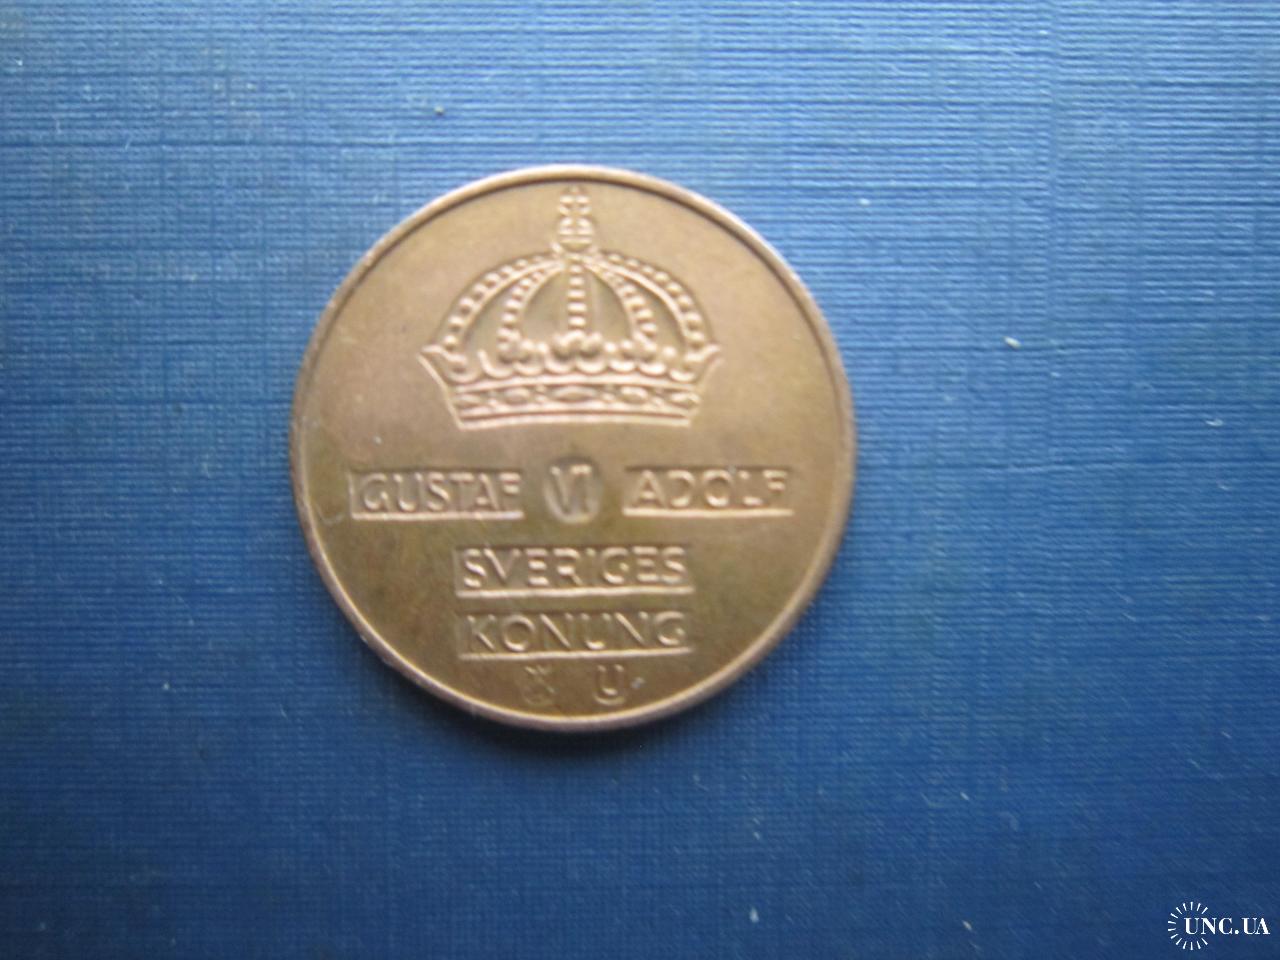 GUSTAF VI ADOLF
SVERIGES
KONUNG
U
UNC.UA